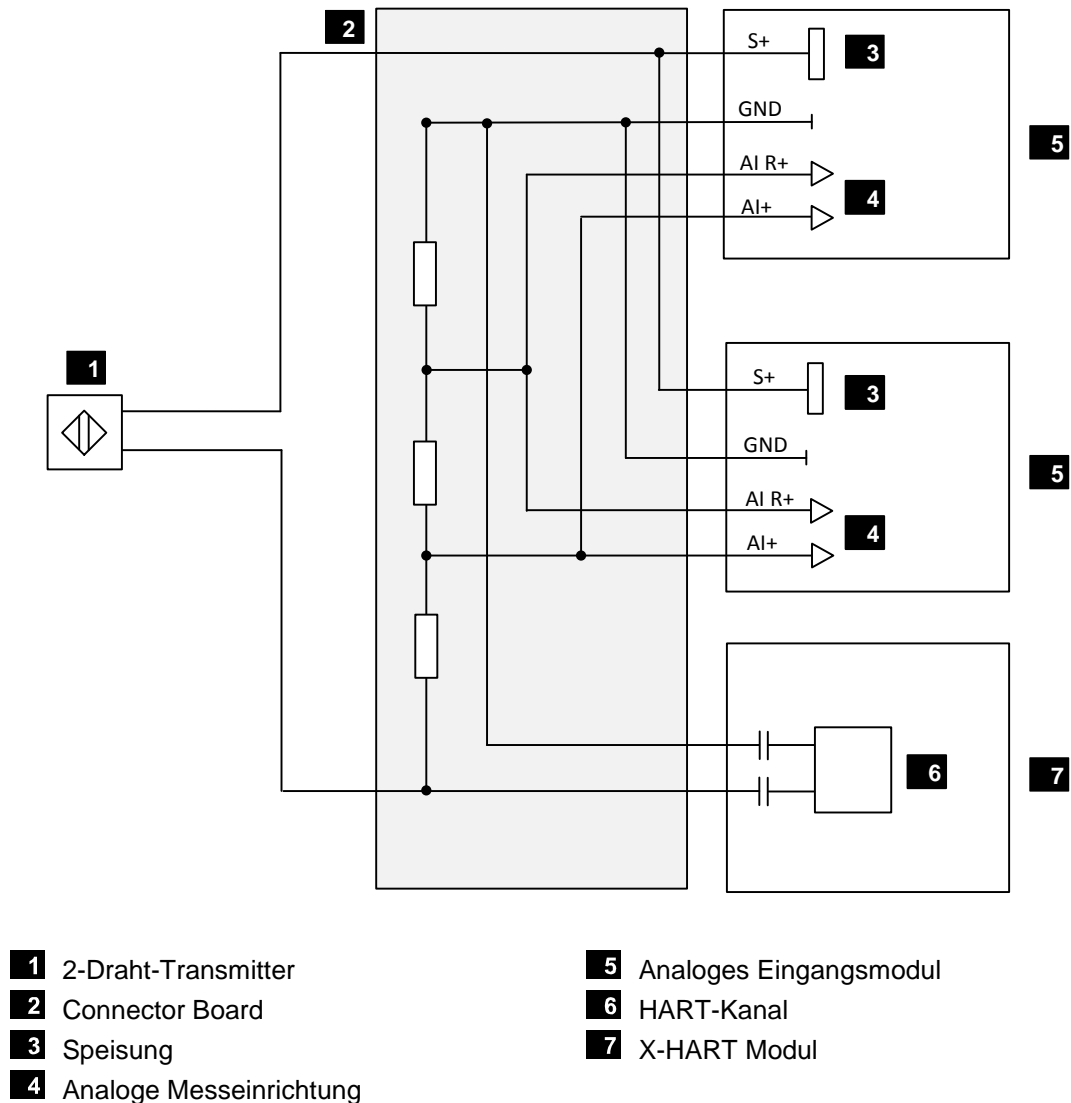 2
S+
3
GND
5
AI R+
4
AI+
1
S+
3
GND
5
AI R+
4
AI+
6
7
1 2-Draht-Transmitter
2 Connector Board
3 Speisung
4 Analoge Messeinrichtung
5 Analoges Eingangsmodul
6 HART-Kanal
7 X-HART Modul